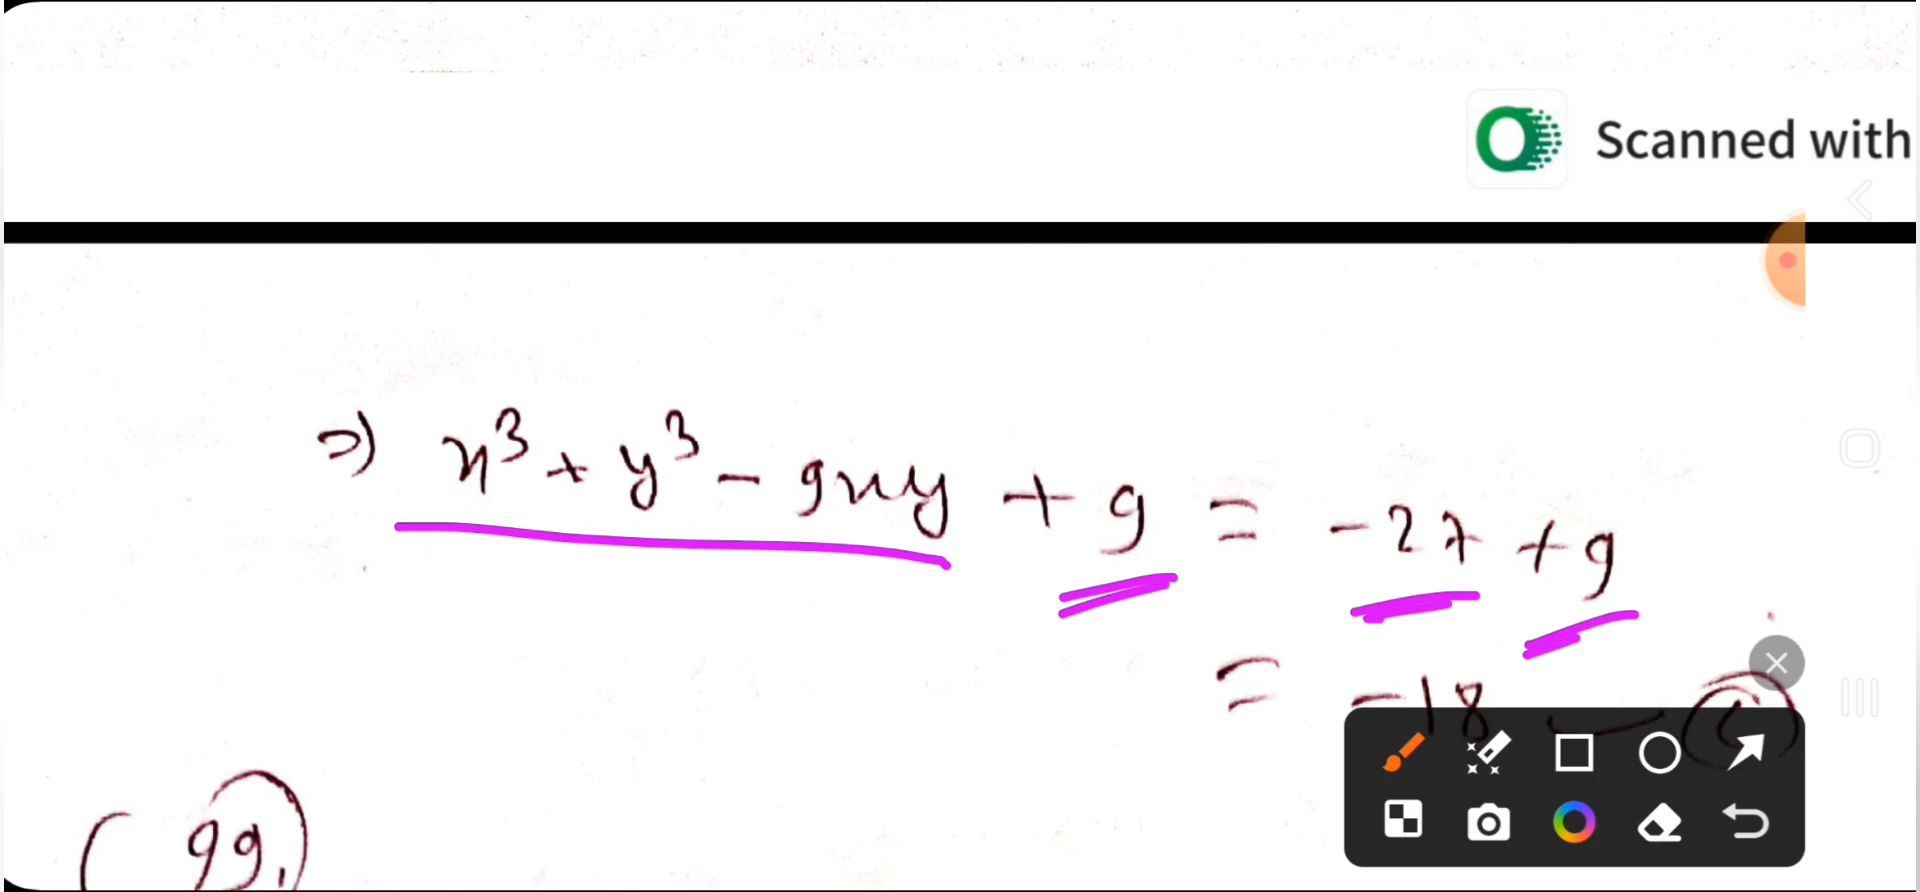 Scanned with
⇒) x³ + y³ - 9xy + 9 = -27 + 9
= -18 —
(99.)